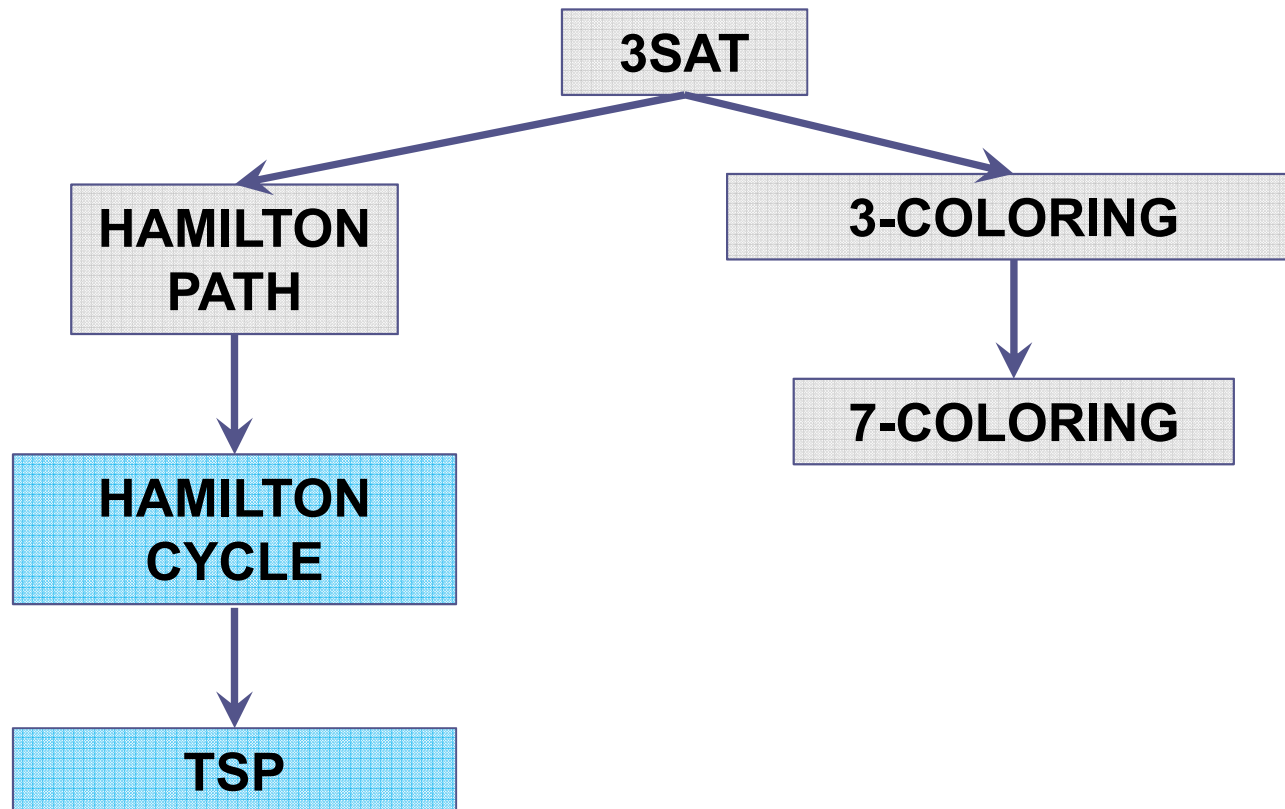 3SAT
HAMILTON
PATH
3-COLORING
7-COLORING
HAMILTON
CYCLE
TSP